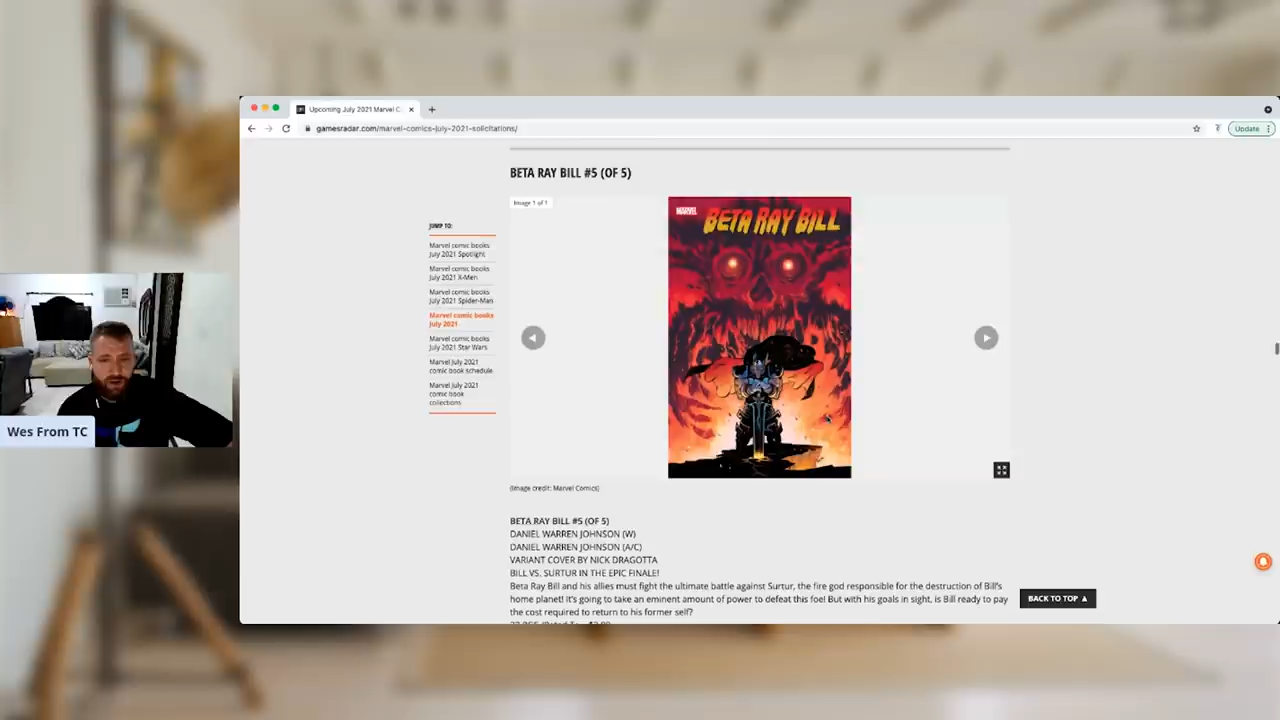 Upcoming July 2021 Marvel C
gamesradar.com/marvel-comics-july-2021-solicitations/
Update
BETA RAY BILL #5 (OF 5)
Image 1 of 1
MARVEL
BETA RAY BILL
JUMP TO:
Marvel comic books
July 2021 Spotlight
Marvel comic books
July 2021 X-Men
Marvel comic books
July 2021 Spider-Man
Marvel comic books
July 2021
Marvel comic books
July 2021 Star Wars
Marvel July 2021
comic book schedule
Marvel July 2021
comic book
collections
Wes From TC
(Image credit: Marvel Comics)
BETA RAY BILL #5 (OF 5)
DANIEL WARREN JOHNSON (W)
DANIEL WARREN JOHNSON (A/C)
VARIANT COVER BY NICK DRAGOTTA
BILL VS. SURTUR IN THE EPIC FINALE!
Beta Ray Bill and his allies must fight the ultimate battle against Surtur, the fire god responsible for the destruction of Bill's
home planet! It's going to take an eminent amount of power to defeat this foe! But with his goals in sight, is Bill ready to pay
the cost required to return to his former self?
BACK TO TOP ▲